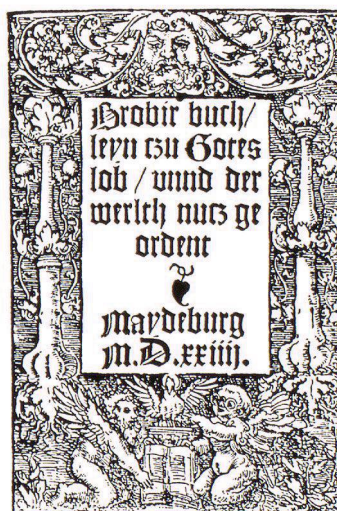 Probir buch/
leyn tzu Gotes
lob / vnnd der
werlth nutz ge
ordent
Maydeburg
M.D.xxiiij.